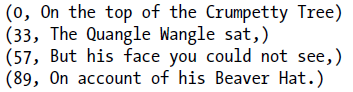 (0, On the top of the Crumpetty Tree)
(33, The Quangle Wangle sat,)
(57, But his face you could not see,)
(89, On account of his Beaver Hat.)